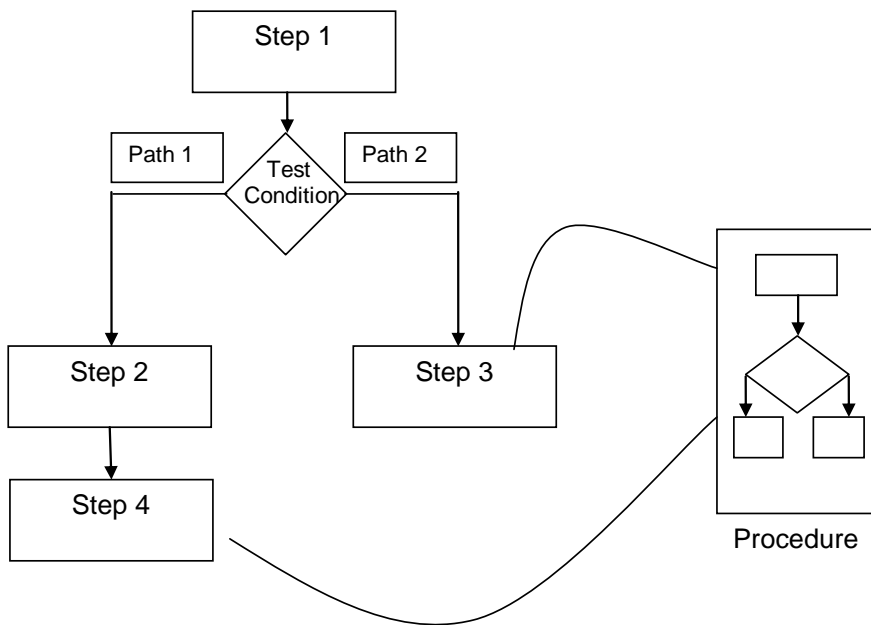 Step 1
Path 1
Path 2
Test
Condition
Step 2
Step 3
Step 4
Procedure